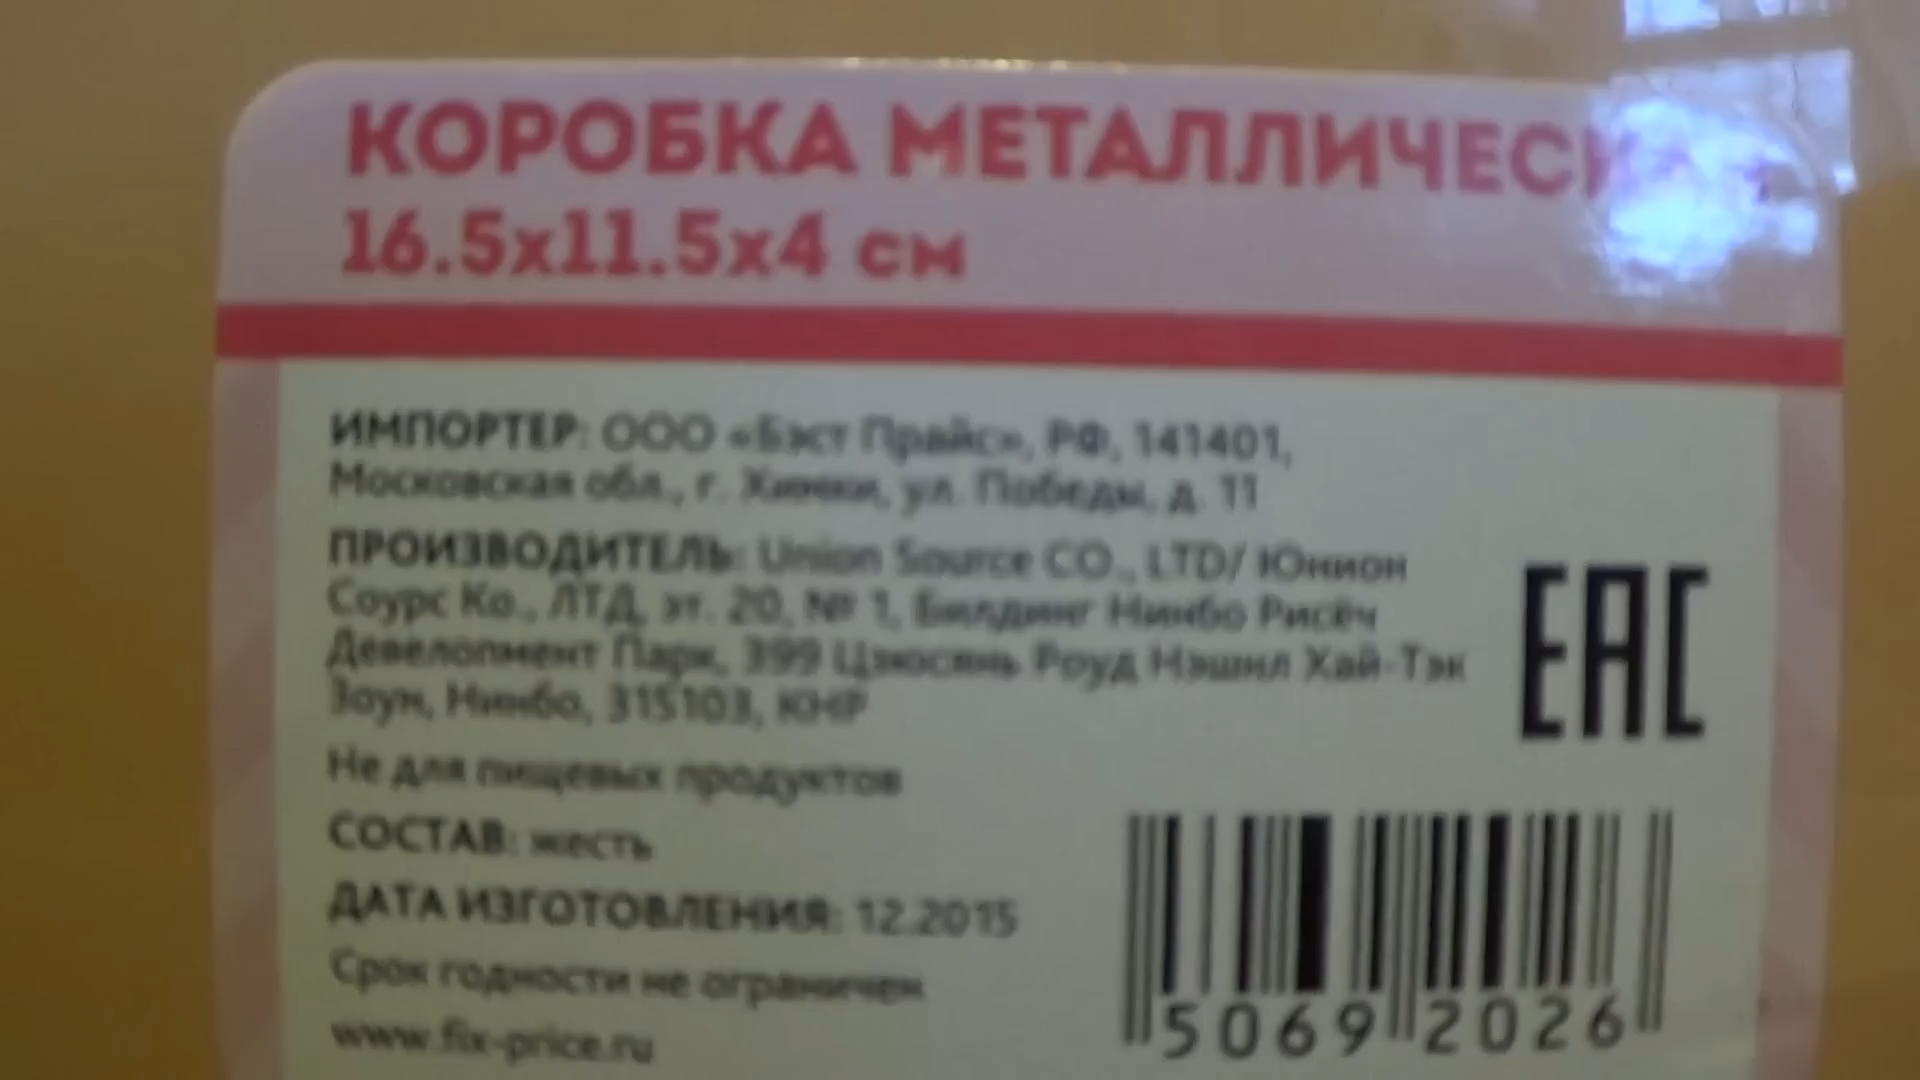 КОРОБКА МЕТАЛЛИЧЕСК
16.5х11.5х4 см
ИМПОРТЕР: ООО «Бэст Прайс», РФ, 141401,
Московская обл., г. Химки, ул. Победы, д. 11
ПРОИЗВОДИТЕЛЬ: Union Source CO., LTD/ Юнион
Соурс Ко., ЛТД, эт. 20, № 1, Билдинг Нинбо Рисёч
Девелопмент Парк, 399 Цзюсянь Роуд Нэшнл Хай-Тэк
Зоун, Нинбо, 315103, КНР
EAC
Не для пищевых продуктов
СОСТАВ: жесть
ДАТА ИЗГОТОВЛЕНИЯ: 12.2015
Срок годности не ограничен
www.fix-price.ru
5069 2026